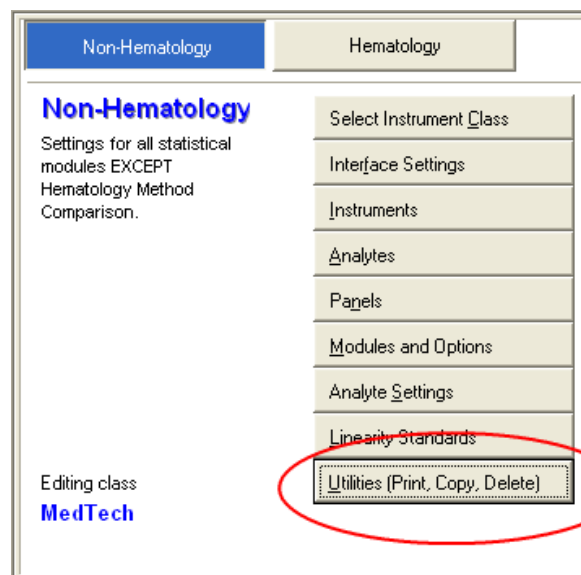 Non-Hematology
Hematology
Non-Hematology
Settings for all statistical
modules EXCEPT
Hematology Method
Comparison.
Select Instrument Class
Interface Settings
Instruments
Analytes
Panels
Modules and Options
Analyte Settings
Linearity Standards
Utilities (Print, Copy, Delete)
Editing class
MedTech